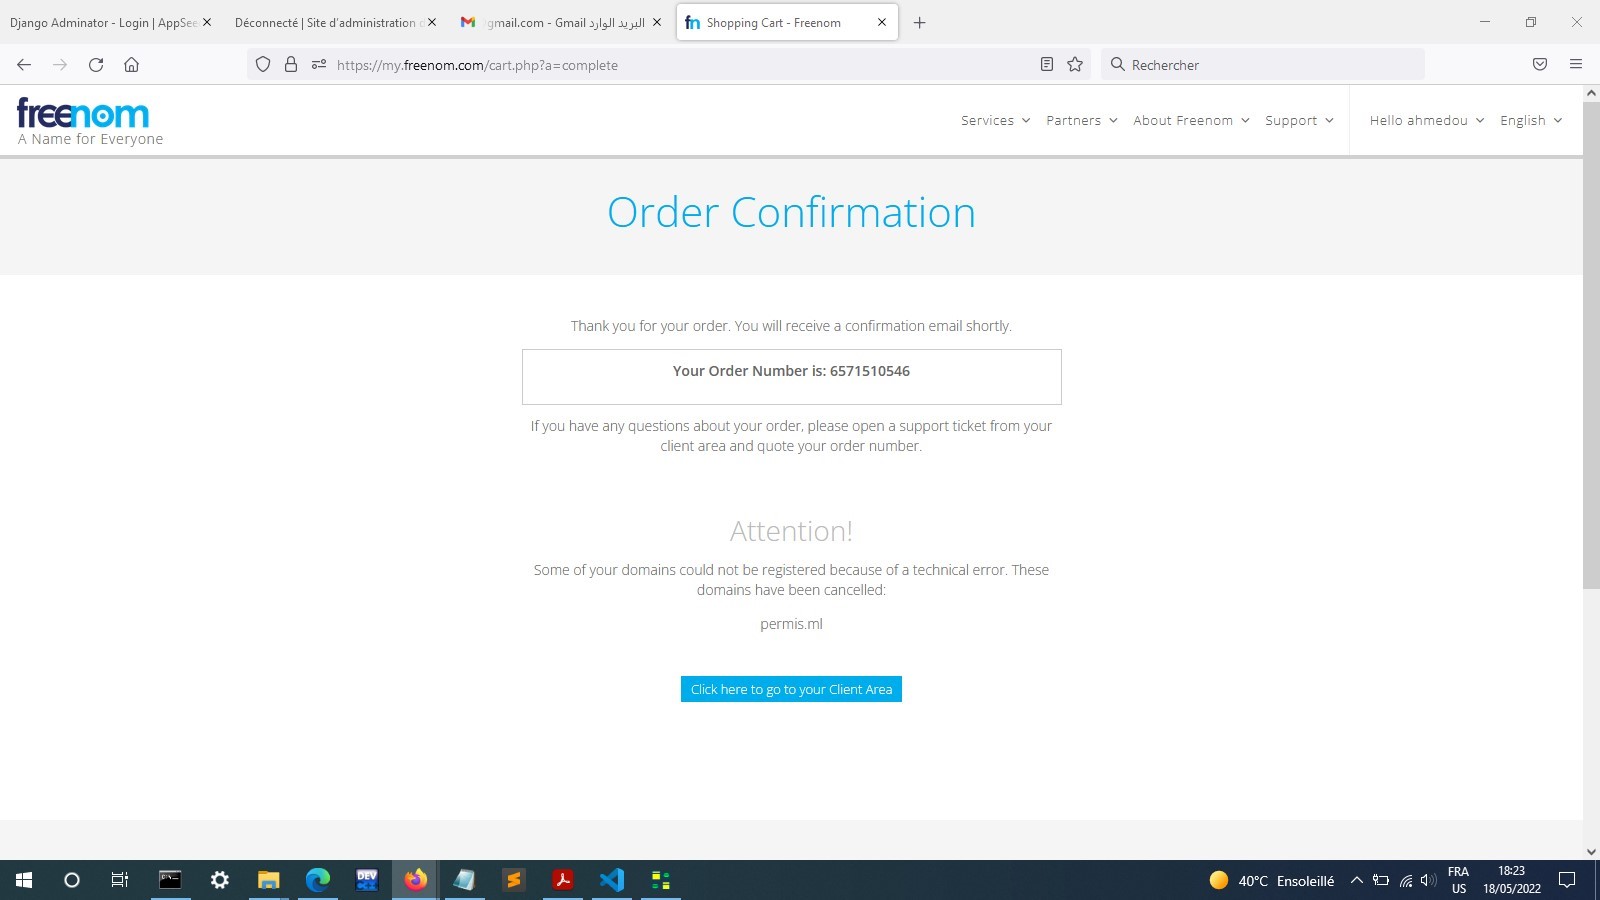 Django Adminator - Login | AppSee
Déconnecté | Site d'administration
gmail.com - Gmail البريد الوارد
fn Shopping Cart - Freenom
https://my.freenom.com/cart.php?a=complete
Rechercher
freenom
A Name for Everyone
Services
Partners
About Freenom
Support
Hello ahmedou
English
Order Confirmation
Thank you for your order. You will receive a confirmation email shortly.
Your Order Number is: 6571510546
If you have any questions about your order, please open a support ticket from your
client area and quote your order number.
Attention!
Some of your domains could not be registered because of a technical error. These
domains have been cancelled:
permis.ml
Click here to go to your Client Area
DEV
40°C Ensoleillé
FRA
US
18:23
18/05/2022